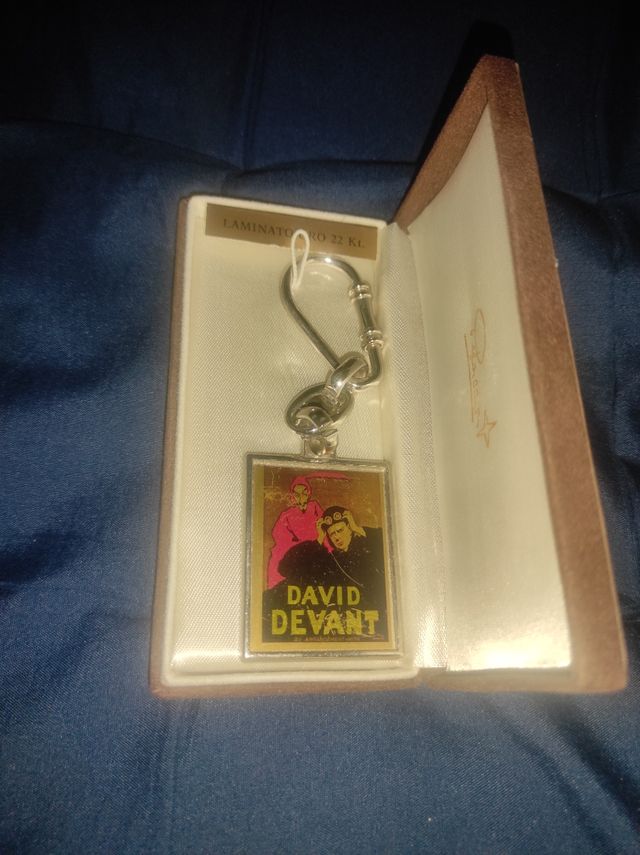 LAMINATO ORO 22 Kt.
DAVID
DEVANT